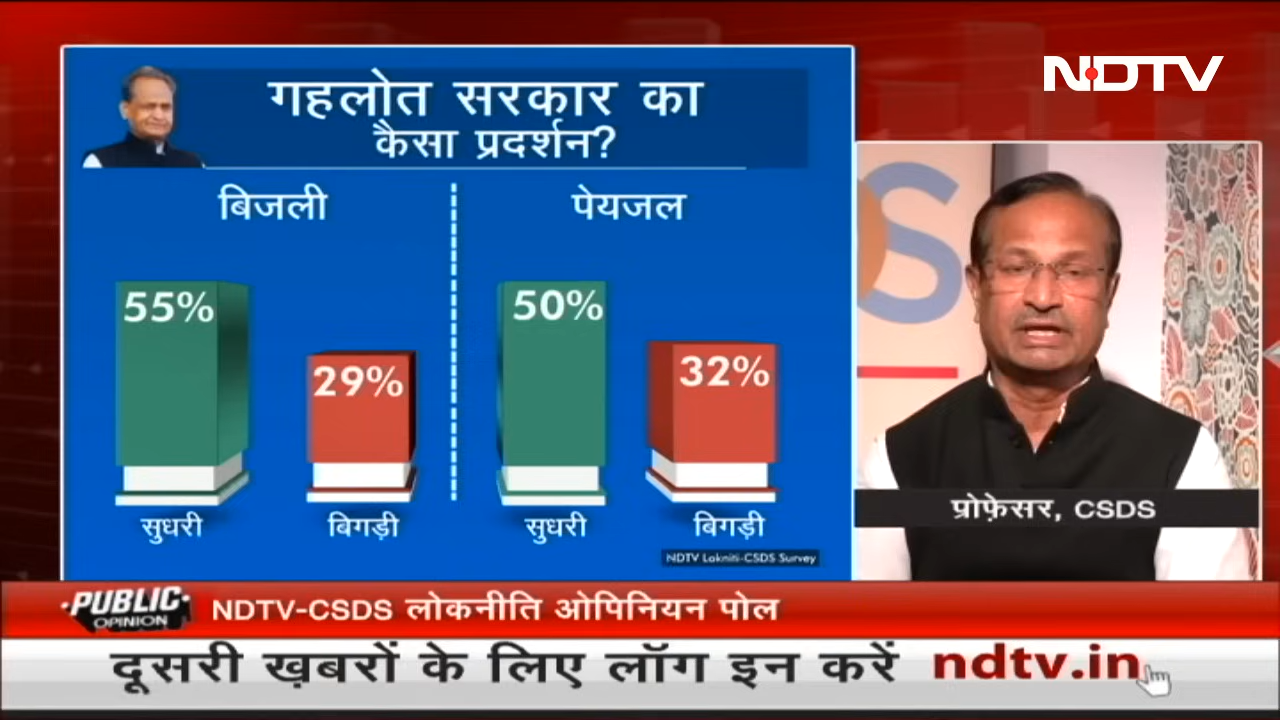 NDTV
गहलोत सरकार का
कैसा प्रदर्शन?
बिजली
पेयजल
55%
29%
50%
32%
सुधरी
बिगड़ी
सुधरी
बिगड़ी
NDTV Lokniti-CSDS Survey
S
प्रोफ़ेसर, CSDS
PUBLIC
OPINION
NDTV-CSDS लोकनीति ओपिनियन पोल
दूसरी ख़बरों के लिए लॉग इन करें ndtv.in